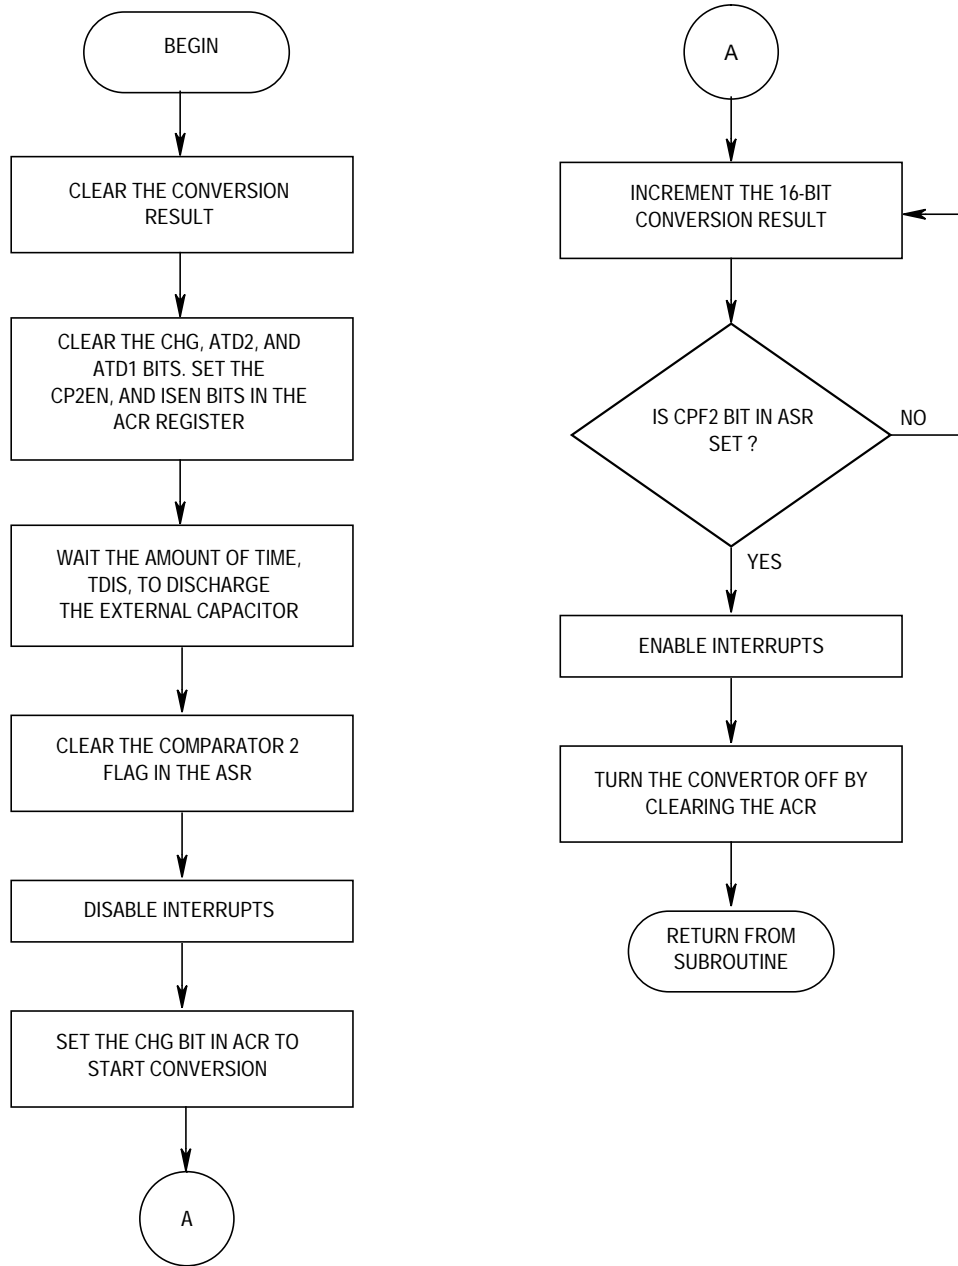 BEGIN
CLEAR THE CONVERSION
RESULT
CLEAR THE CHG, ATD2, AND
ATD1 BITS. SET THE
CP2EN, AND ISEN BITS IN THE
ACR REGISTER
WAIT THE AMOUNT OF TIME,
TDIS, TO DISCHARGE
THE EXTERNAL CAPACITOR
CLEAR THE COMPARATOR 2
FLAG IN THE ASR
DISABLE INTERRUPTS
SET THE CHG BIT IN ACR TO
START CONVERSION
A
A
INCREMENT THE 16-BIT
CONVERSION RESULT
IS CPF2 BIT IN ASR
SET ?
NO
YES
ENABLE INTERRUPTS
TURN THE CONVERTOR OFF BY
CLEARING THE ACR
RETURN FROM
SUBROUTINE